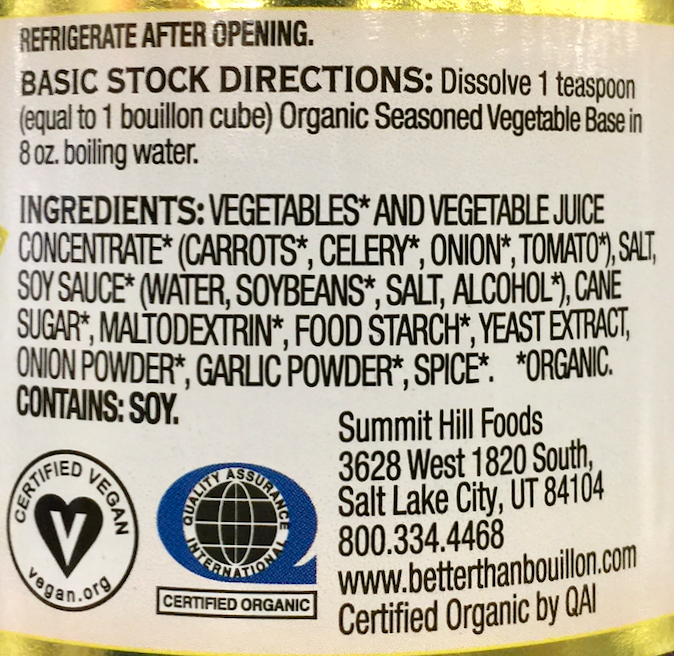 REFRIGERATE AFTER OPENING.
BASIC STOCK DIRECTIONS: Dissolve 1 teaspoon
(equal to 1 bouillon cube) Organic Seasoned Vegetable Base in
8 oz. boiling water.
INGREDIENTS: VEGETABLES* AND VEGETABLE JUICE
CONCENTRATE* (CARROTS*, CELERY*, ONION*, TOMATO*), SALT,
SOY SAUCE* (WATER, SOYBEANS*, SALT, ALCOHOL*), CANE
SUGAR*, MALTODEXTRIN*, FOOD STARCH*, YEAST EXTRACT,
ONION POWDER*, GARLIC POWDER*, SPICE*. *ORGANIC.
CONTAINS: SOY.
CERTIFIED VEGAN
V
vegan.org
QUALITY ASSURANCE
INTERNATIONAL
CERTIFIED ORGANIC
Summit Hill Foods
3628 West 1820 South,
Salt Lake City, UT 84104
800.334.4468
www.betterthanbouillon.com
Certified Organic by QAI